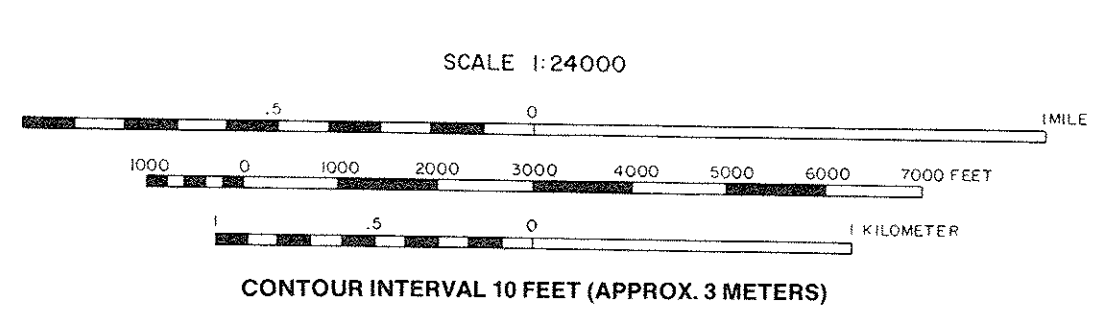 SCALE 1:24000
.5 0 1 MILE
1000 0 1000 2000 3000 4000 5000 6000 7000 FEET
1 .5 0 1 KILOMETER
CONTOUR INTERVAL 10 FEET (APPROX. 3 METERS)